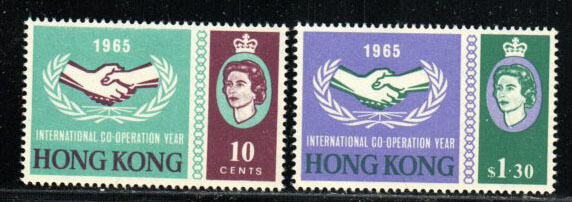 1965
INTERNATIONAL CO-OPERATION YEAR
HONG KONG
10
CENTS
1965
INTERNATIONAL CO-OPERATION YEAR
HONG KONG
$1·30